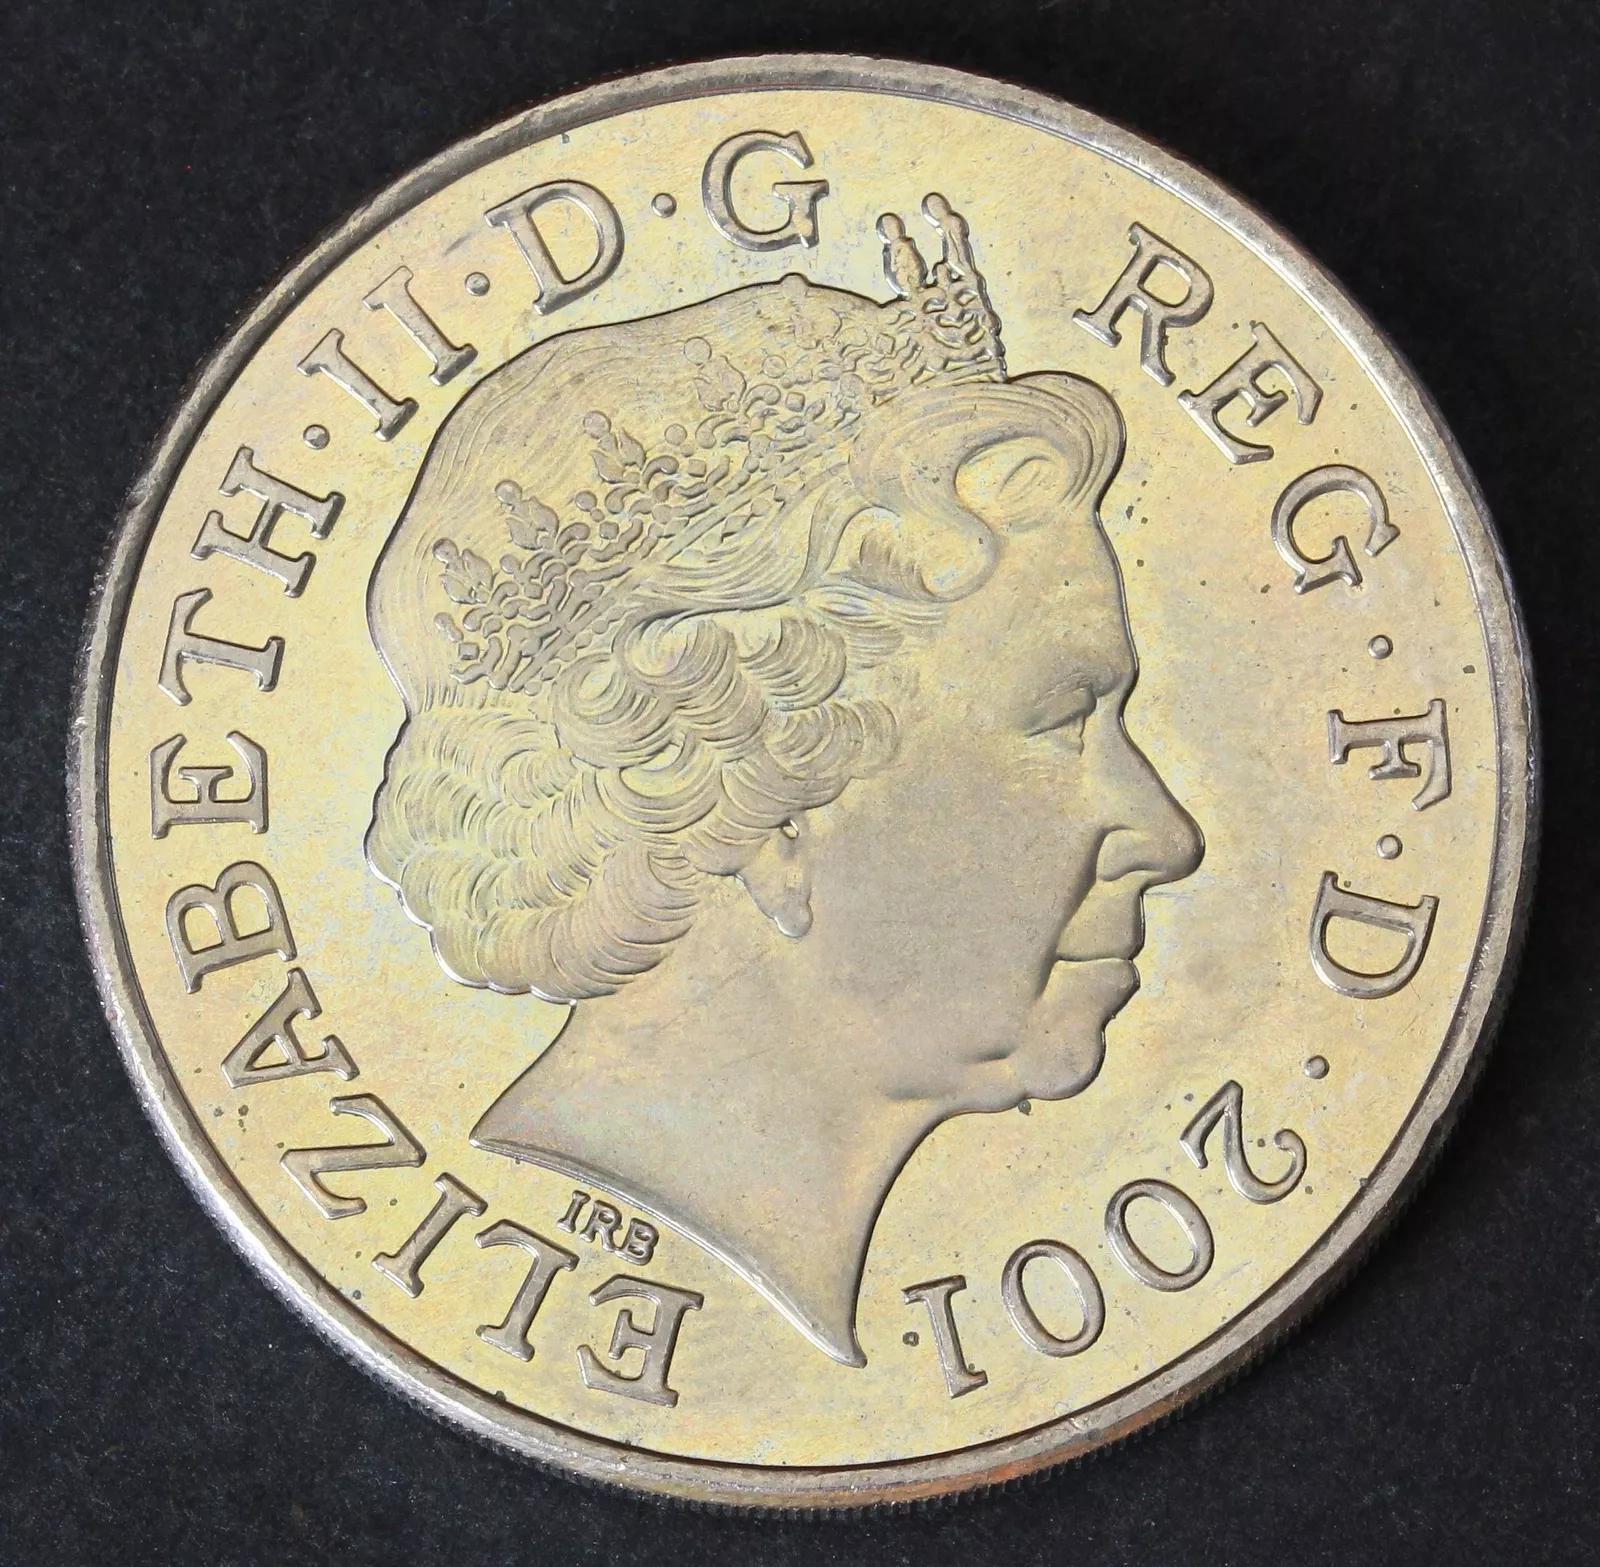 ELIZABETH·II·D·G REG·F·D·2001
IRB